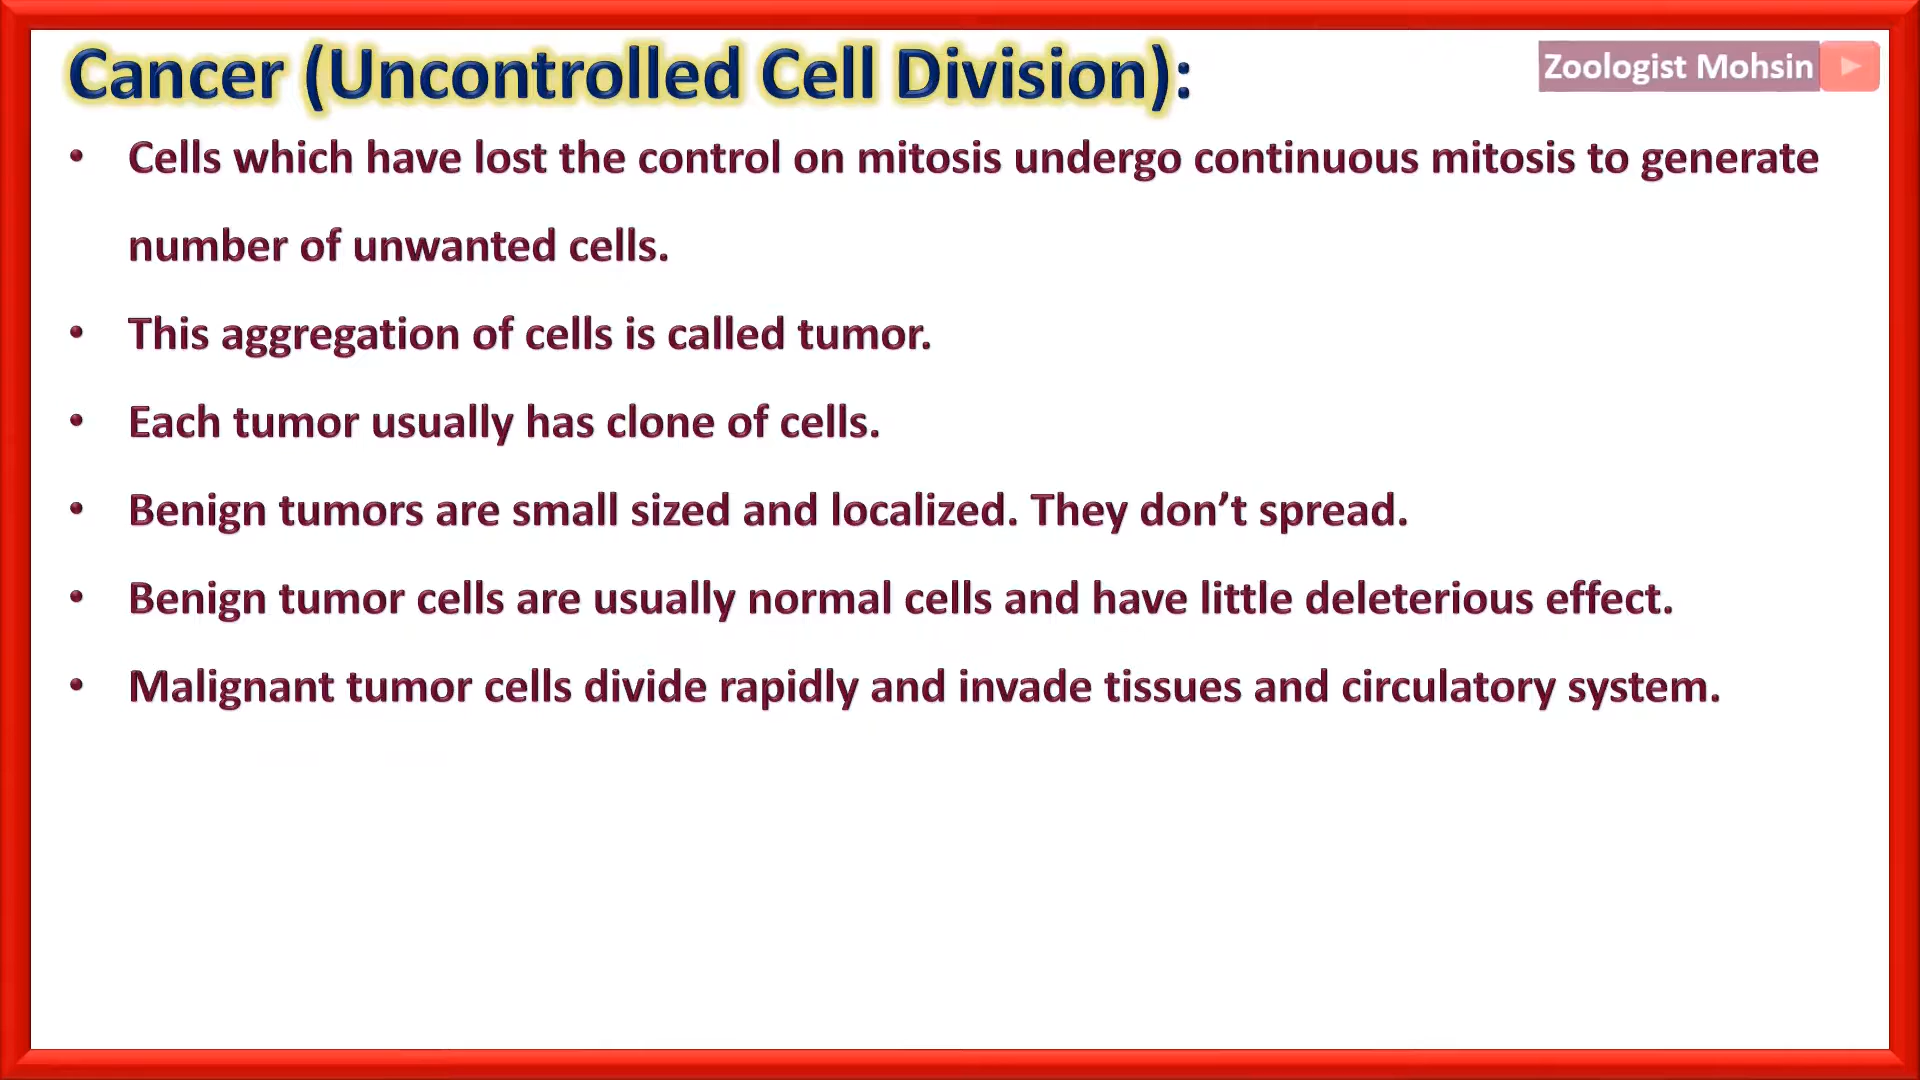 Cancer (Uncontrolled Cell Division):
Zoologist Mohsin
• Cells which have lost the control on mitosis undergo continuous mitosis to generate
number of unwanted cells.
• This aggregation of cells is called tumor.
• Each tumor usually has clone of cells.
• Benign tumors are small sized and localized. They don’t spread.
• Benign tumor cells are usually normal cells and have little deleterious effect.
• Malignant tumor cells divide rapidly and invade tissues and circulatory system.